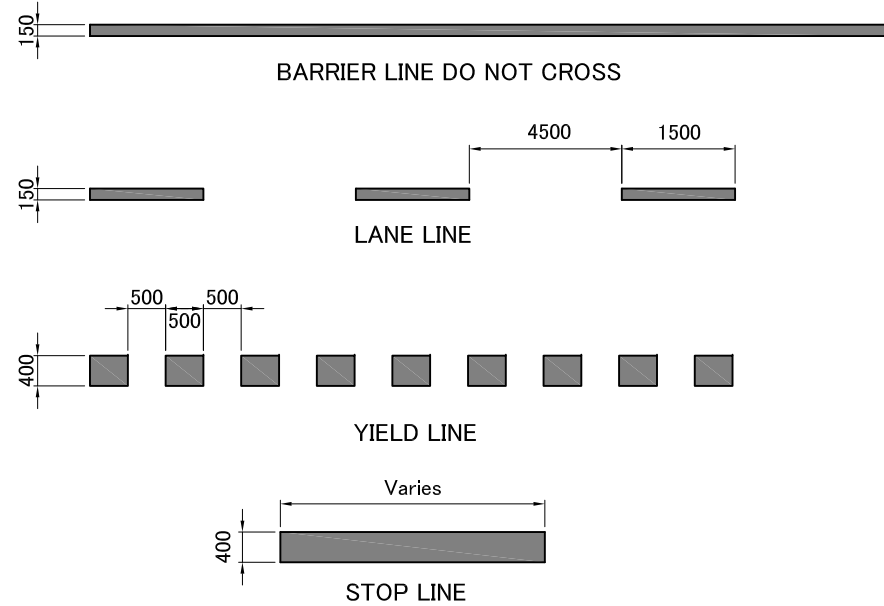 150
BARRIER LINE DO NOT CROSS
4500 1500
150
LANE LINE
500 500
500
400
YIELD LINE
Varies
400
STOP LINE